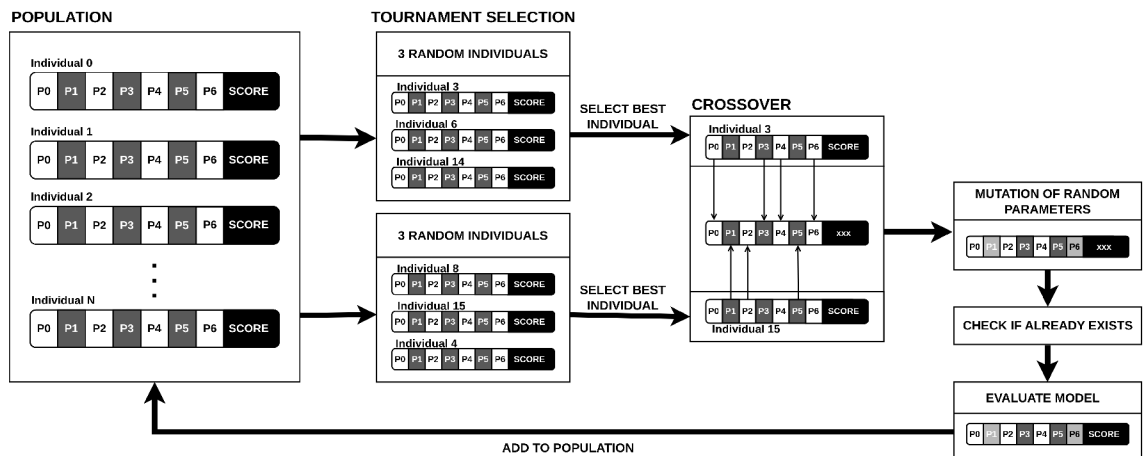 POPULATION
Individual 0
P0 P1 P2 P3 P4 P5 P6 SCORE
Individual 1
P0 P1 P2 P3 P4 P5 P6 SCORE
Individual 2
P0 P1 P2 P3 P4 P5 P6 SCORE
Individual N
P0 P1 P2 P3 P4 P5 P6 SCORE
TOURNAMENT SELECTION
3 RANDOM INDIVIDUALS
Individual 3
P0 P1 P2 P3 P4 P5 P6 SCORE
Individual 6
P0 P1 P2 P3 P4 P5 P6 SCORE
Individual 14
P0 P1 P2 P3 P4 P5 P6 SCORE
3 RANDOM INDIVIDUALS
Individual 8
P0 P1 P2 P3 P4 P5 P6 SCORE
Individual 15
P0 P1 P2 P3 P4 P5 P6 SCORE
Individual 4
P0 P1 P2 P3 P4 P5 P6 SCORE
SELECT BEST
INDIVIDUAL
SELECT BEST
INDIVIDUAL
CROSSOVER
Individual 3
P0 P1 P2 P3 P4 P5 P6 SCORE
P0 P1 P2 P3 P4 P5 P6 xxx
P0 P1 P2 P3 P4 P5 P6 SCORE
Individual 15
MUTATION OF RANDOM
PARAMETERS
P0 P1 P2 P3 P4 P5 P6 xxx
CHECK IF ALREADY EXISTS
EVALUATE MODEL
P0 P1 P2 P3 P4 P5 P6 SCORE
ADD TO POPULATION